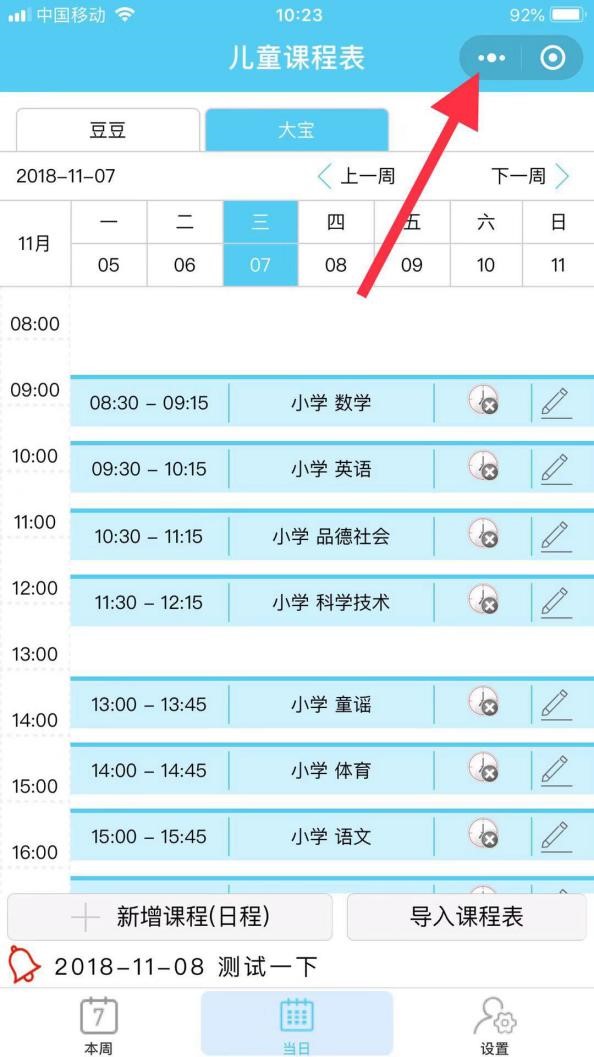 中国移动 10:23 92%
儿童课程表
豆豆 大宝
2018-11-07 上一周 下一周
11月 一 二 三 四 五 六 日
05 06 07 08 09 10 11
08:00
09:00 08:30 - 09:15 小学 数学
10:00 09:30 - 10:15 小学 英语
11:00 10:30 - 11:15 小学 品德社会
12:00 11:30 - 12:15 小学 科学技术
13:00
14:00 13:00 - 13:45 小学 童谣
15:00 14:00 - 14:45 小学 体育
16:00 15:00 - 15:45 小学 语文
新增课程(日程) 导入课程表
2018-11-08 测试一下
7
本周 当日 设置